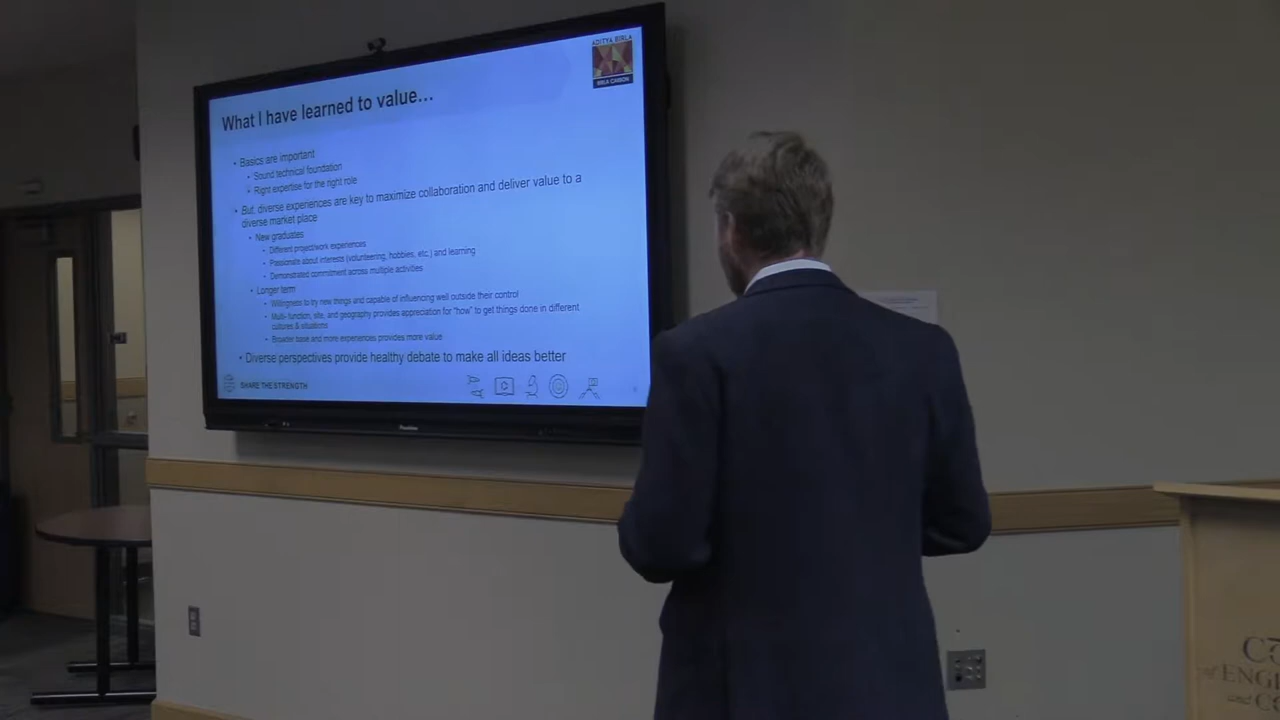 ADITYA BIRLA
BIRLA CARBON
What I have learned to value…
• Basics are important
• Sound technical foundation
• Right expertise for the right role
• But, diverse experiences are key to maximize collaboration and deliver value to a
diverse market place
• New graduates
• Different project/work experiences
• Passionate about interests (volunteering, hobbies, etc.) and learning
• Demonstrated commitment across multiple activities
• Longer term
• Willingness to try new things and capable of influencing well outside their control
• Multi-function, site, and geography provides appreciation for "how" to get things done in different
cultures & situations
• Broader base and more experiences provides more value
• Diverse perspectives provide healthy debate to make all ideas better
SHARE THE STRENGTH
of ENGI
and Co